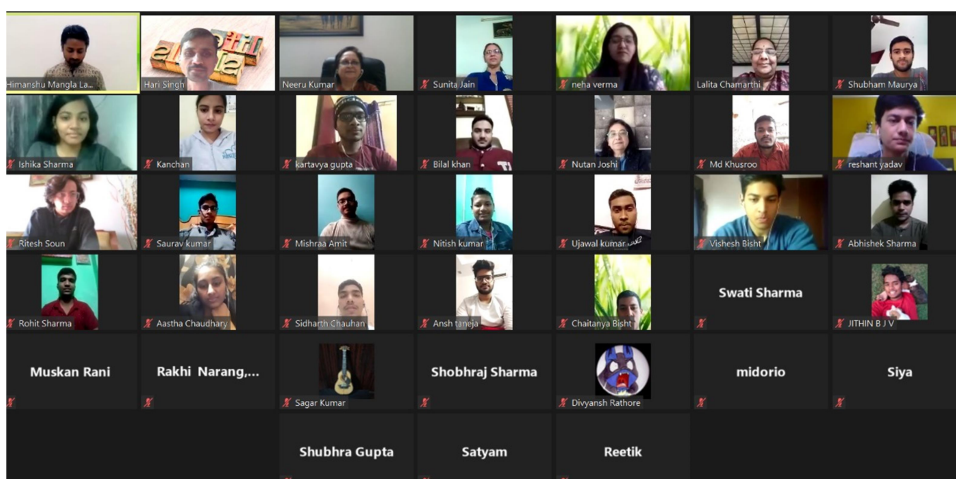 Himanshu Mangla La...
Hari Singh
Neeru Kumar
Sunita Jain
neha verma
Lalita Chamarthi
Shubham Maurya
Ishika Sharma
Kanchan
kartavya gupta
Bilal khan
Nutan Joshi
Md Khusroo
reshant yadav
Ritesh Soun
Saurav kumar
Mishraa Amit
Nitish kumar
Ujawal kumar
Vishesh Bisht
Abhishek Sharma
Rohit Sharma
Aastha Chaudhary
Sidharth Chauhan
Ansh taneja
Chaitanya Bisht
Swati Sharma
JITHIN B J V
Muskan Rani
Rakhi Narang,...
Sagar Kumar
Shobhraj Sharma
Divyansh Rathore
midorio
Siya
Shubhra Gupta
Satyam
Reetik